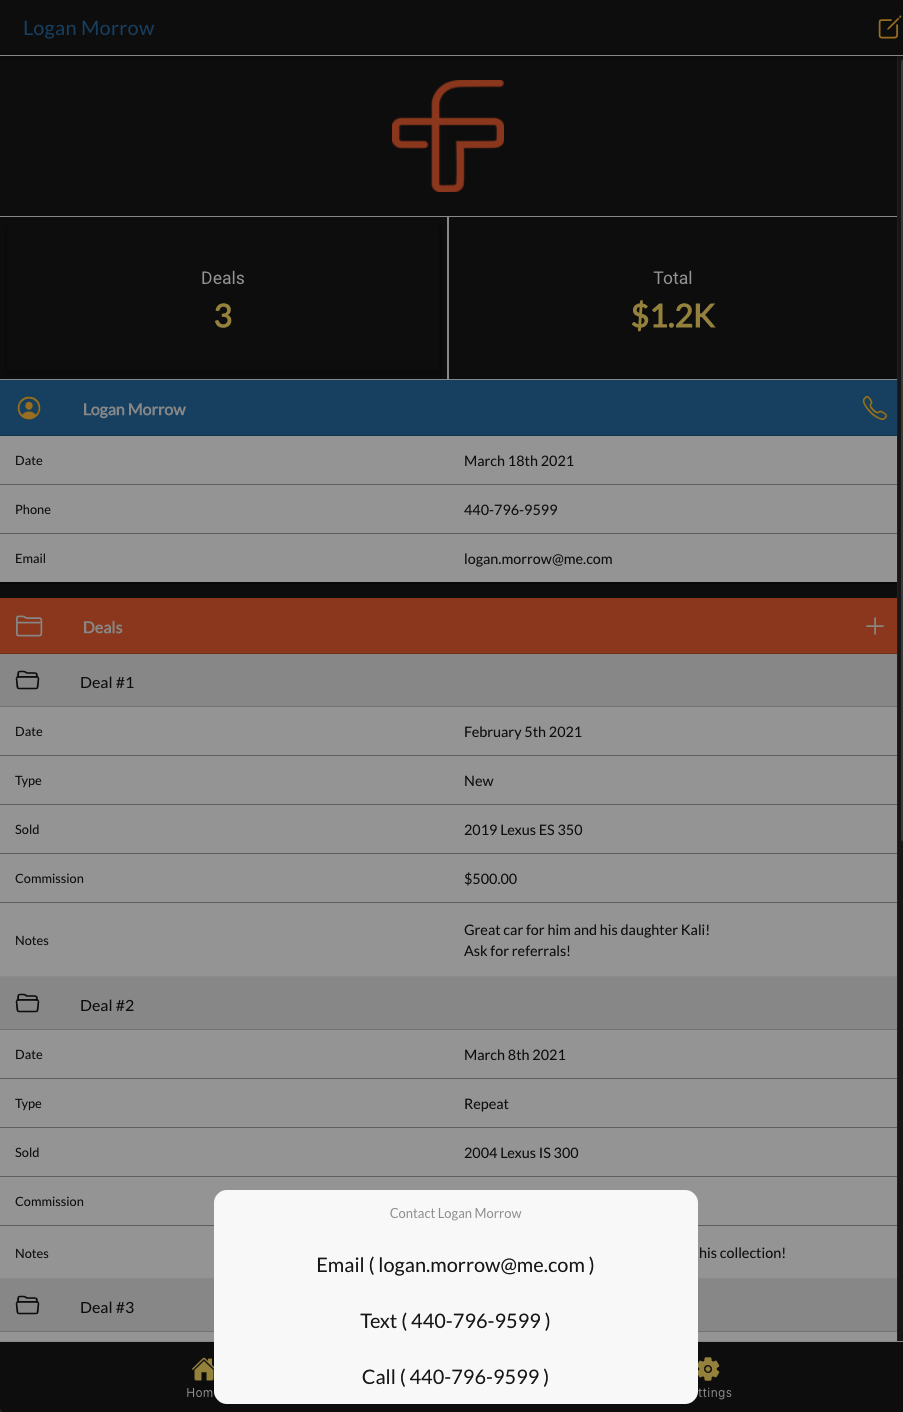 Logan Morrow
Deals
3
Total
$1.2K
Logan Morrow
Date
March 18th 2021
Phone
440-796-9599
Email
logan.morrow@me.com
Deals
Deal #1
Date
February 5th 2021
Type
New
Sold
2019 Lexus ES 350
Commission
$500.00
Notes
Great car for him and his daughter Kali!
Ask for referrals!
Deal #2
Date
March 8th 2021
Type
Repeat
Sold
2004 Lexus IS 300
Commission
Notes
his collection!
Deal #3
Contact Logan Morrow
Email ( logan.morrow@me.com )
Text ( 440-796-9599 )
Call ( 440-796-9599 )
Hom
ttings